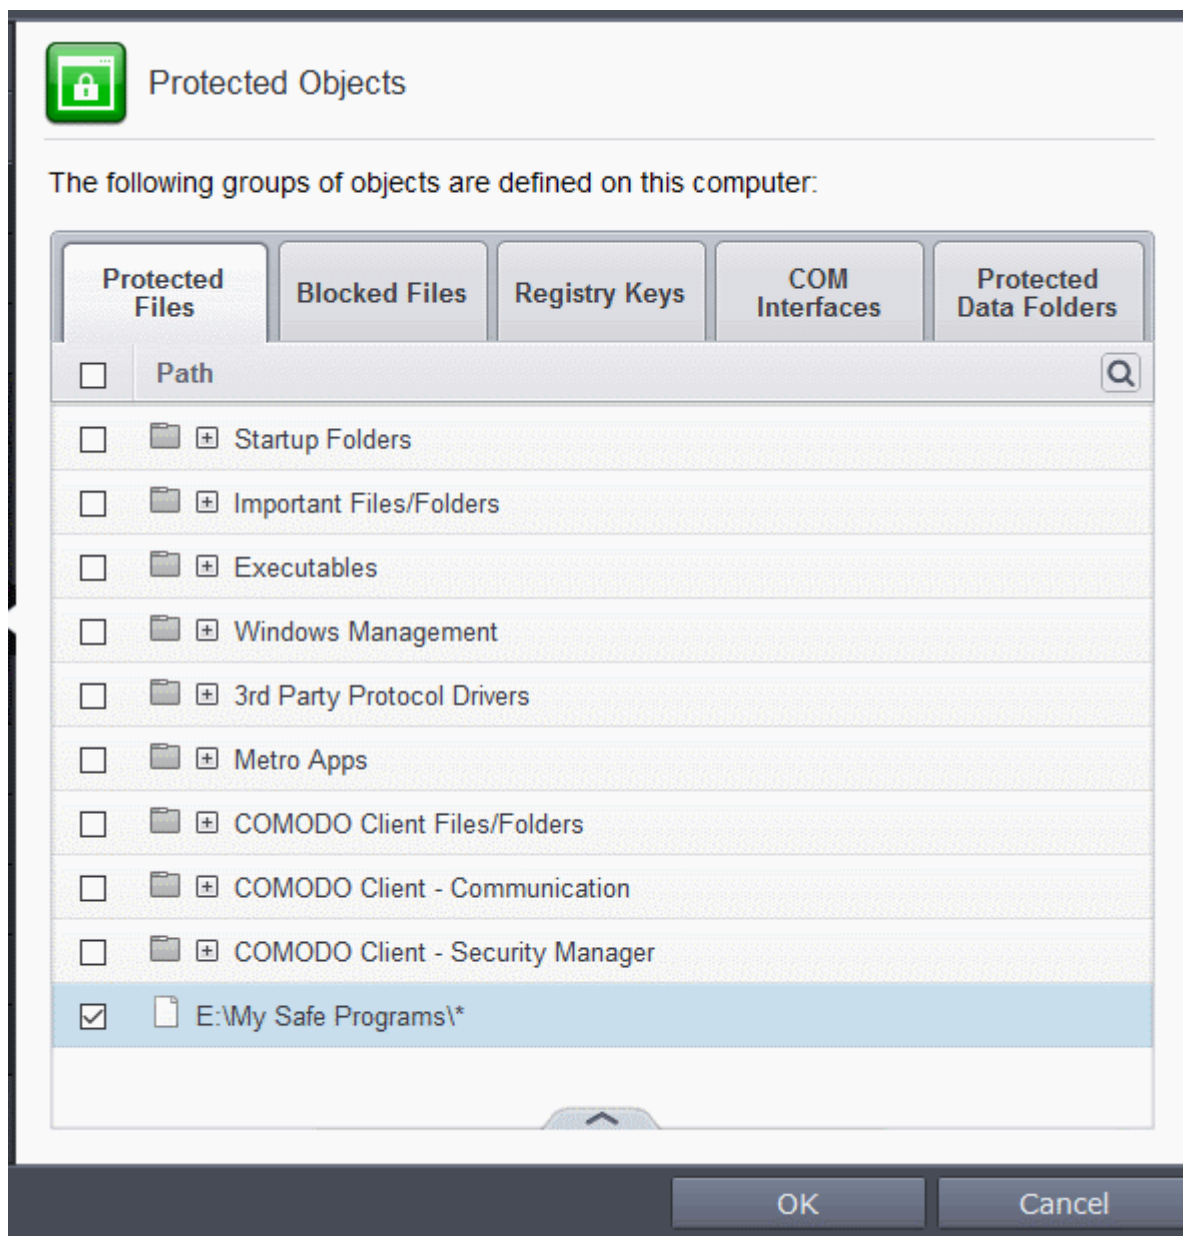 Protected Objects
The following groups of objects are defined on this computer:
Protected
Files
Blocked Files
Registry Keys
COM
Interfaces
Protected
Data Folders
Path
Startup Folders
Important Files/Folders
Executables
Windows Management
3rd Party Protocol Drivers
Metro Apps
COMODO Client Files/Folders
COMODO Client - Communication
COMODO Client - Security Manager
E:\My Safe Programs\*
OK
Cancel